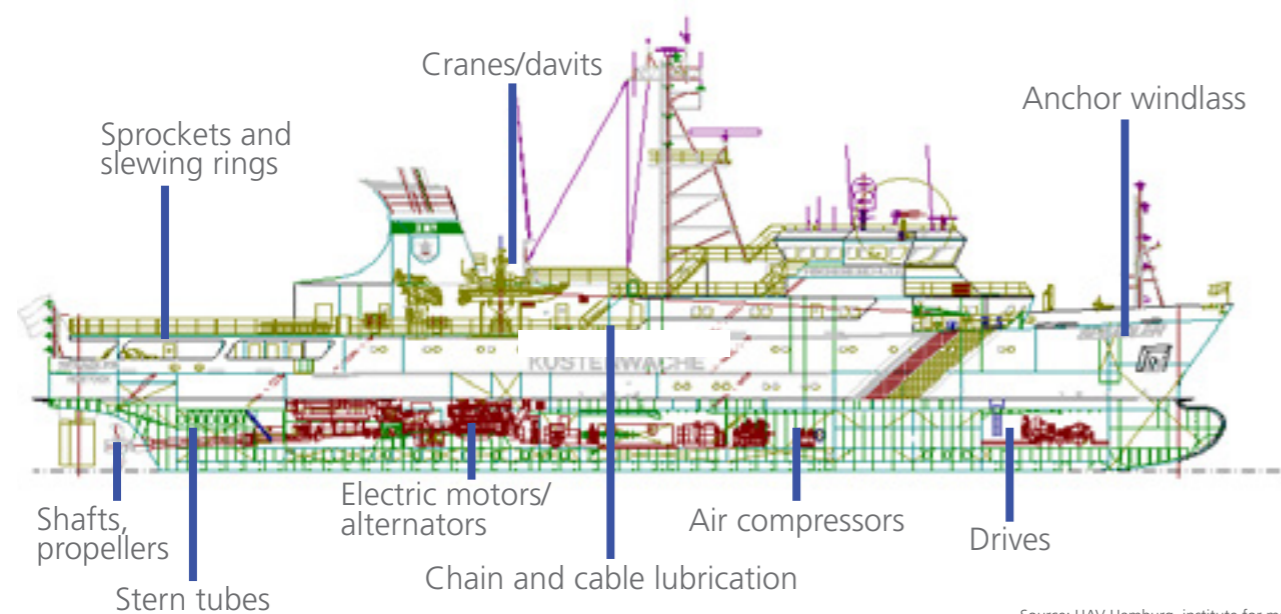 Cranes/davits
Anchor windlass
Sprockets and
slewing rings
KÜSTENWACHE
Electric motors/
alternators
Shafts,
propellers
Air compressors
Drives
Chain and cable lubrication
Stern tubes